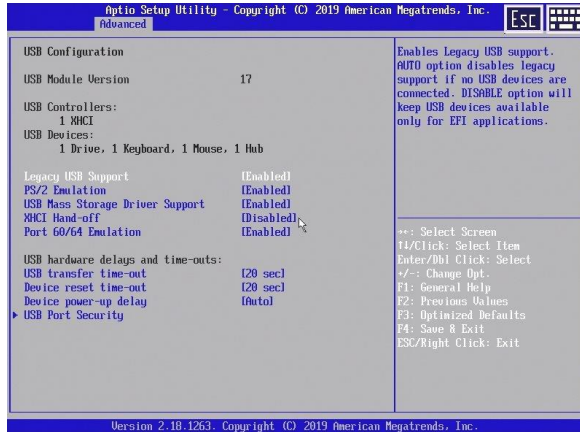 Aptio Setup Utility - Copyright (C) 2019 American Megatrends, Inc.
Esc
Advanced
USB Configuration
USB Module Version 17
USB Controllers:
1 XHCI
USB Devices:
1 Drive, 1 Keyboard, 1 Mouse, 1 Hub
Legacy USB Support [Enabled]
PS/2 Emulation [Enabled]
USB Mass Storage Driver Support [Enabled]
XHCI Hand-off [Disabled]
Port 60/64 Emulation [Enabled]
USB hardware delays and time-outs:
USB transfer time-out [20 sec]
Device reset time-out [20 sec]
Device power-up delay [Auto]
USB Port Security
Enables Legacy USB support.
AUTO option disables legacy
support if no USB devices are
connected. DISABLE option will
keep USB devices available
only for EFI applications.
↔: Select Screen
↑↓/Click: Select Item
Enter/Dbl Click: Select
+/-: Change Opt.
F1: General Help
F2: Previous Values
F3: Optimized Defaults
F4: Save & Exit
ESC/Right Click: Exit
Version 2.18.1263. Copyright (C) 2019 American Megatrends, Inc.